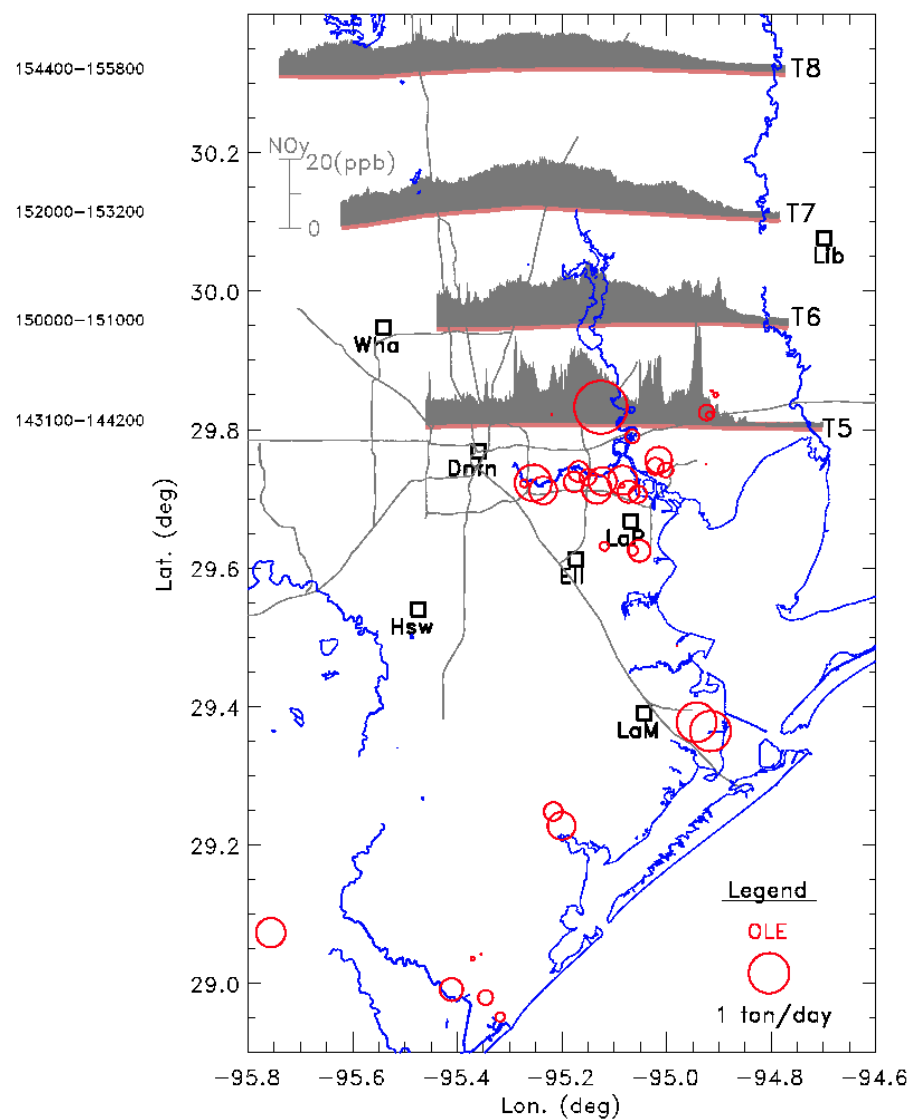 154400-155800
T8
NOy
20(ppb)
0
30.2
152000-153200
T7
Lib
30.0
150000-151000
T6
Wha
143100-144200
T5
29.8
Dntn
Lat. (deg)
LaP
29.6
Ell
Hsw
29.4
LaM
29.2
Legend
OLE
29.0
1 ton/day
-95.8
-95.6
-95.4
-95.2
-95.0
-94.8
-94.6
Lon. (deg)